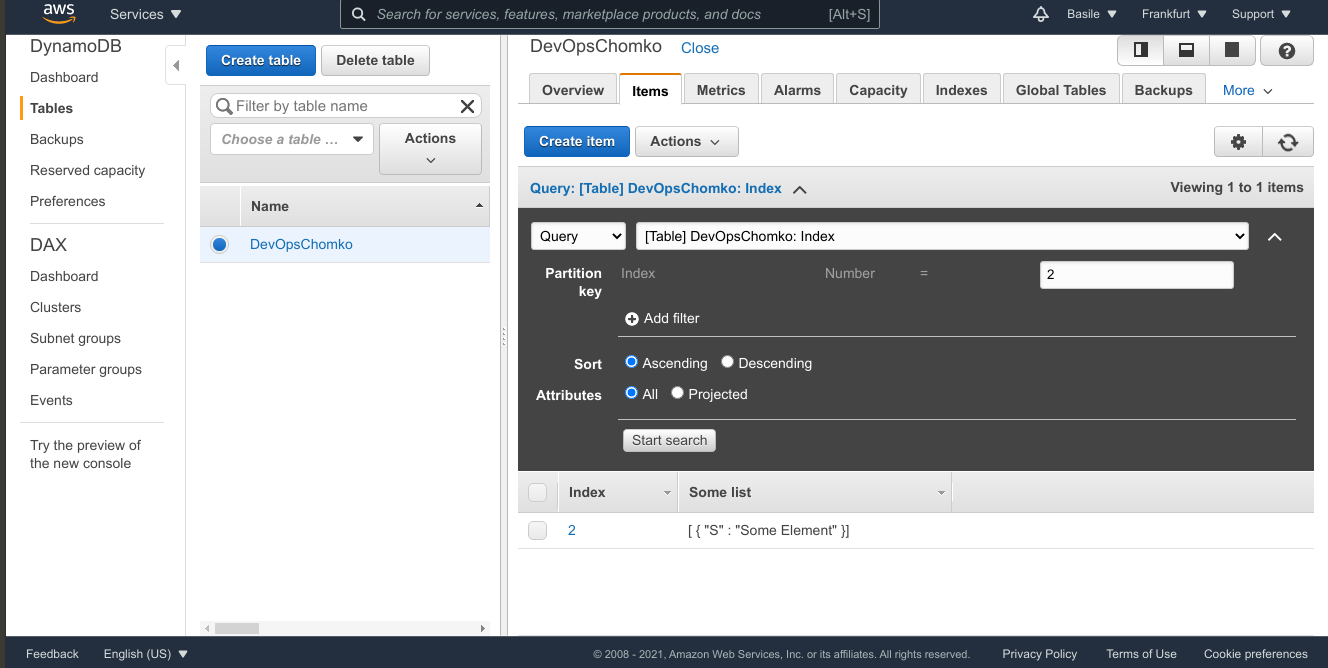 aws
Services
Search for services, features, marketplace products, and docs [Alt+S]
Basile
Frankfurt
Support
DynamoDB
Dashboard
Tables
Backups
Reserved capacity
Preferences
DAX
Dashboard
Clusters
Subnet groups
Parameter groups
Events
Try the preview of
the new console
Create table
Delete table
Filter by table name
Choose a table ...
Actions
Name
DevOpsChomko
DevOpsChomko Close
Overview
Items
Metrics
Alarms
Capacity
Indexes
Global Tables
Backups
More
Create item
Actions
Query: [Table] DevOpsChomko: Index
Viewing 1 to 1 items
Query
[Table] DevOpsChomko: Index
Partition
key
Index
Number
=
2
Add filter
Sort
Ascending
Descending
Attributes
All
Projected
Start search
Index
Some list
2
[ { "S" : "Some Element" }]
Feedback
English (US)
© 2008 - 2021, Amazon Web Services, Inc. or its affiliates. All rights reserved.
Privacy Policy
Terms of Use
Cookie preferences